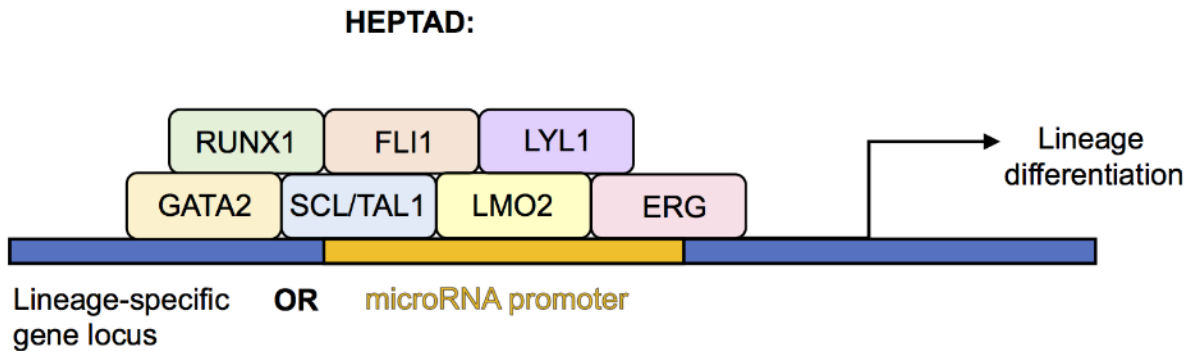 HEPTAD:
RUNX1 FLI1 LYL1
GATA2 SCL/TAL1 LMO2 ERG
Lineage
differentiation
Lineage-specific OR microRNA promoter
gene locus